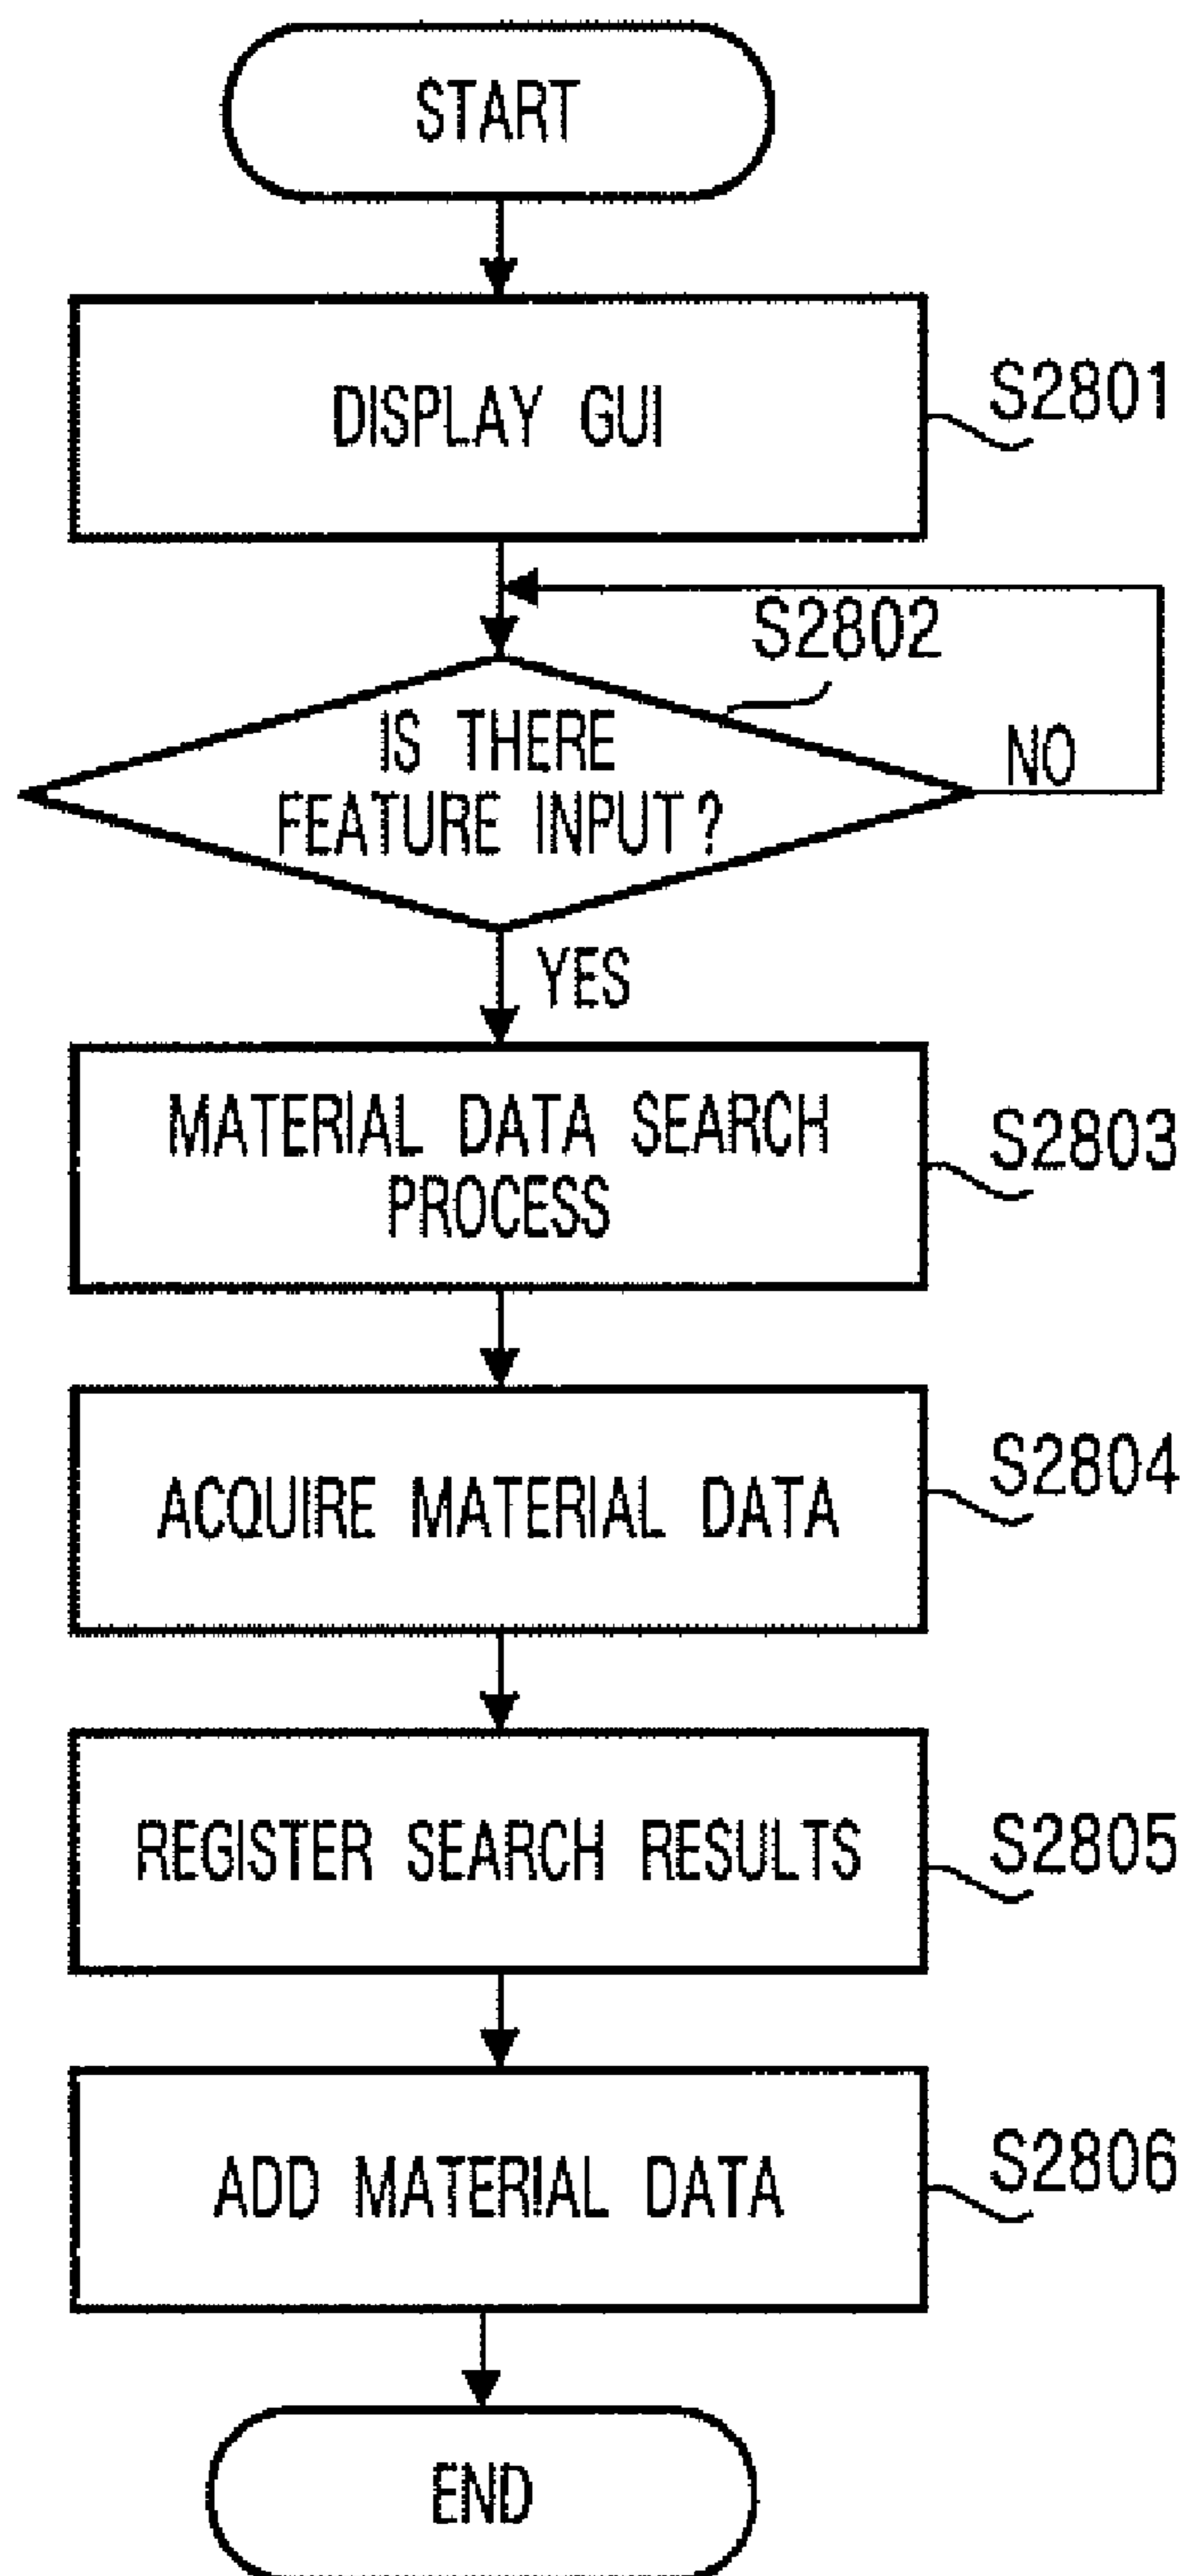 START
DISPLAY GUI
S2801
S2802
IS THERE
FEATURE INPUT?
NO
YES
MATERIAL DATA SEARCH
PROCESS
S2803
ACQUIRE MATERIAL DATA
S2804
REGISTER SEARCH RESULTS
S2805
ADD MATERIAL DATA
S2806
END